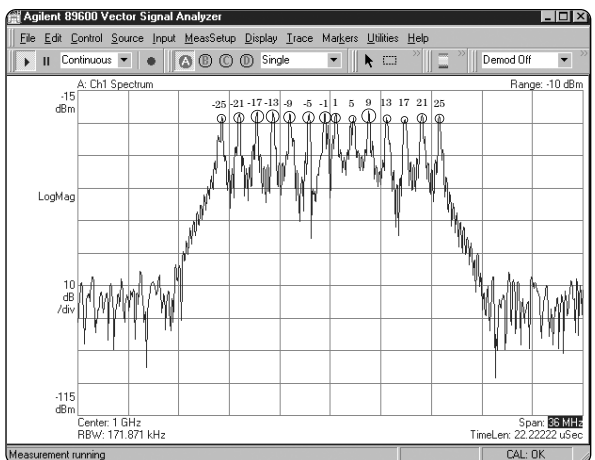 Agilent 89600 Vector Signal Analyzer
File Edit Control Source Input MeasSetup Display Trace Markers Utilities Help
Continuous A B C D Single Demod Off
A: Ch1 Spectrum Range: -10 dBm
-15
dBm
-25 -21 -17 -13 -9 -5 -1 1 5 9 13 17 21 25
LogMag
10
dB
/div
-115
dBm
Center: 1 GHz Span: 36 MHz
RBW: 171.871 kHz TimeLen: 22.22222 uSec
Measurement running CAL: OK